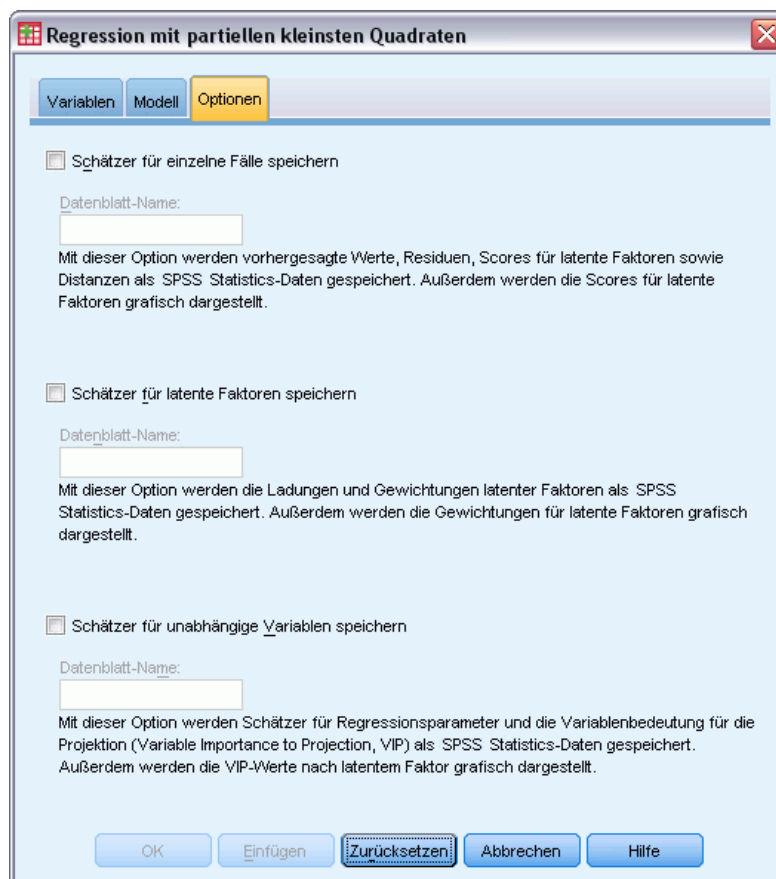 Regression mit partiellen kleinsten Quadraten
Variablen Modell Optionen
Schätzer für einzelne Fälle speichern
Datenblatt-Name:
Mit dieser Option werden vorhergesagte Werte, Residuen, Scores für latente Faktoren sowie
Distanzen als SPSS Statistics-Daten gespeichert. Außerdem werden die Scores für latente
Faktoren grafisch dargestellt.
Schätzer für latente Faktoren speichern
Datenblatt-Name:
Mit dieser Option werden die Ladungen und Gewichtungen latenter Faktoren als SPSS
Statistics-Daten gespeichert. Außerdem werden die Gewichtungen für latente Faktoren grafisch
dargestellt.
Schätzer für unabhängige Variablen speichern
Datenblatt-Name:
Mit dieser Option werden Schätzer für Regressionsparameter und die Variablenbedeutung für die
Projektion (Variable Importance to Projection, VIP) als SPSS Statistics-Daten gespeichert.
Außerdem werden die VIP-Werte nach latentem Faktor grafisch dargestellt.
OK Einfügen Zurücksetzen Abbrechen Hilfe